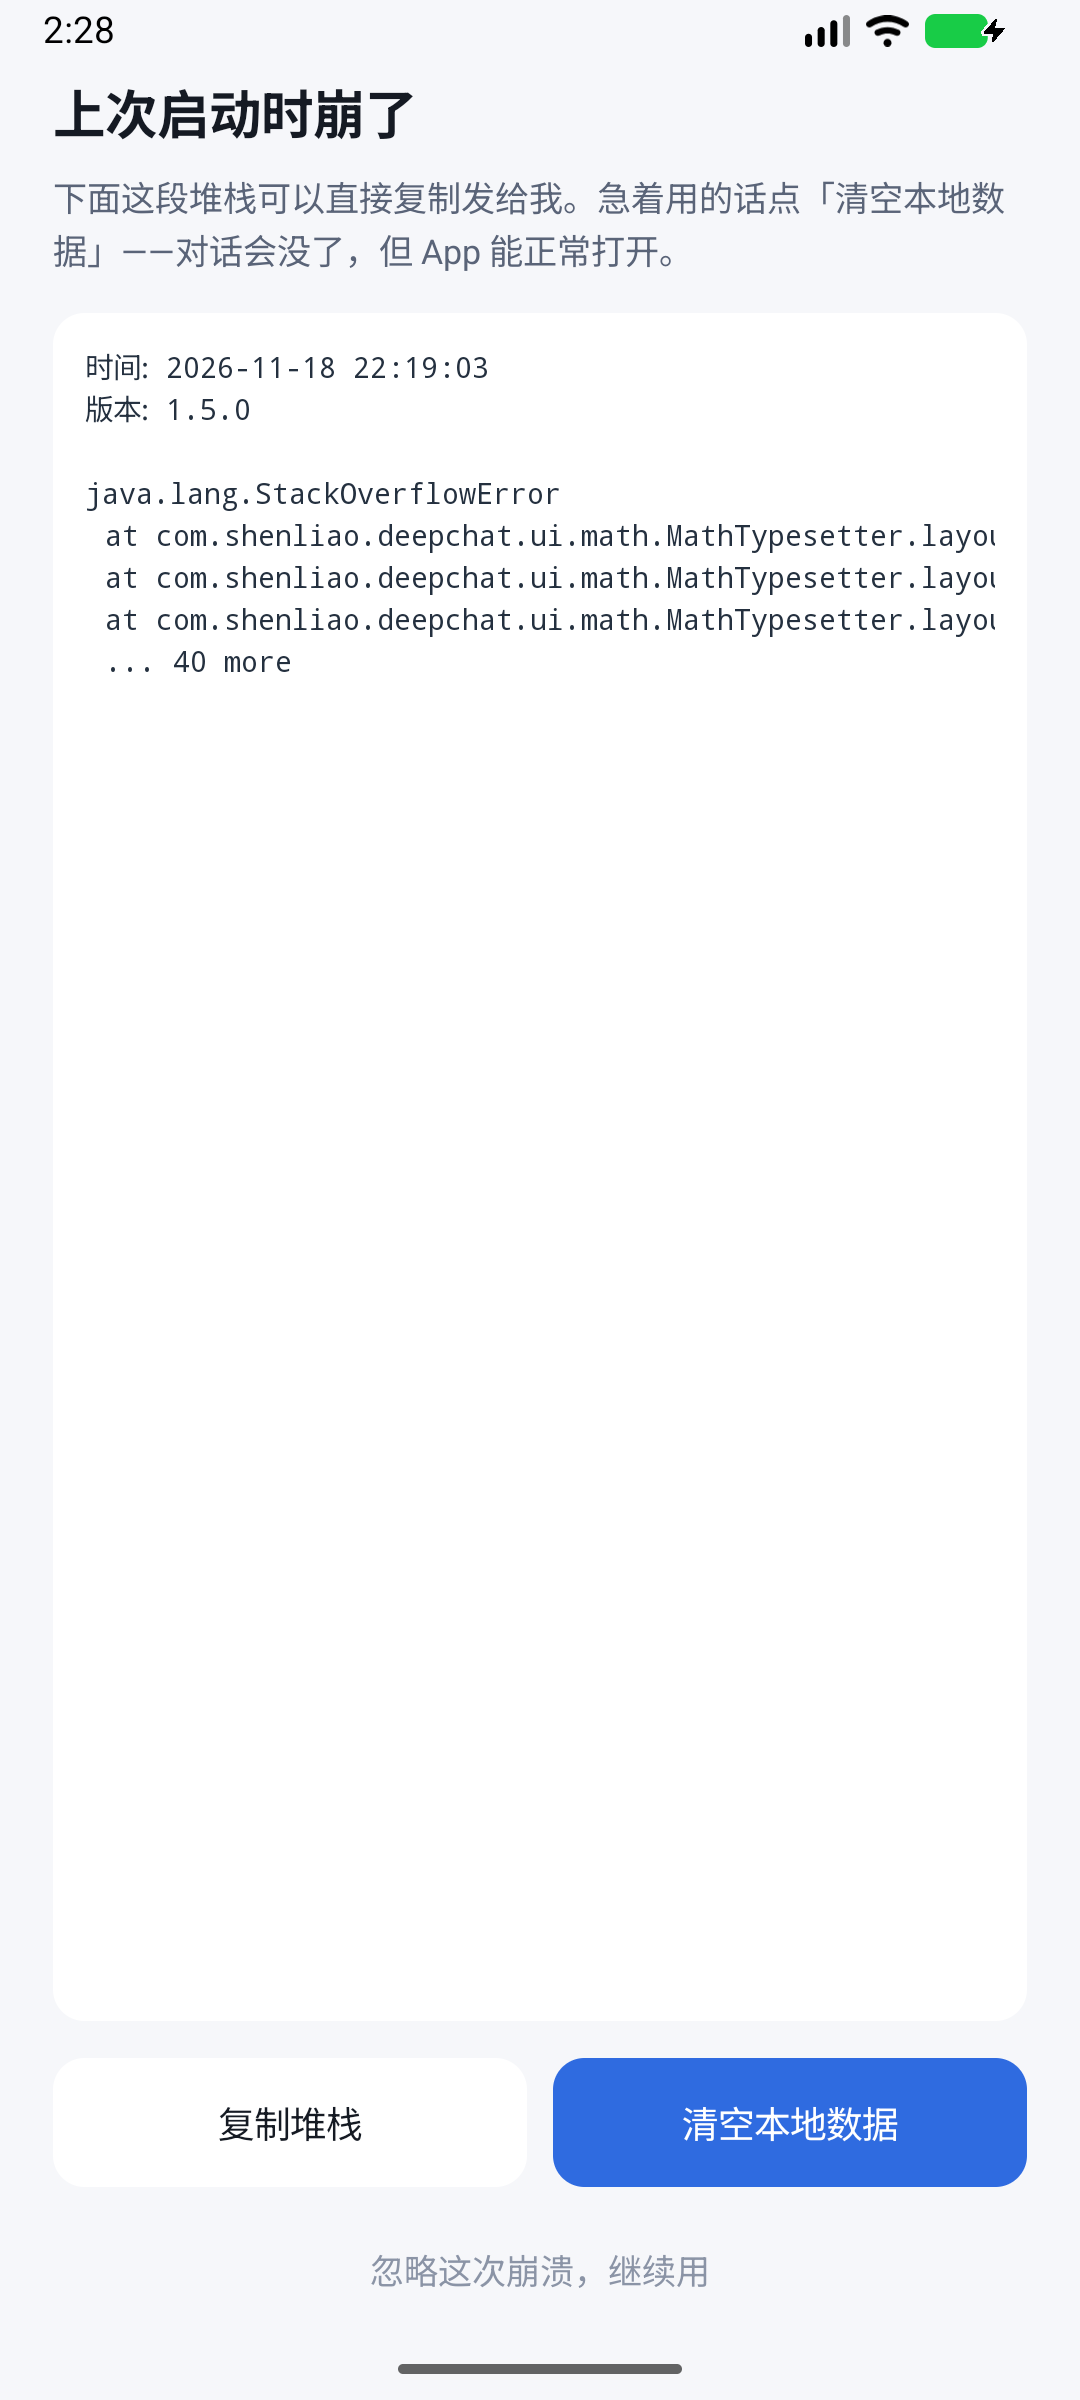 2:28
上次启动时崩了
下面这段堆栈可以直接复制发给我。急着用的话点「清空本地数
据」——对话会没了，但 App 能正常打开。
时间: 2026-11-18 22:19:03
版本: 1.5.0
java.lang.StackOverflowError
at com.shenliao.deepchat.ui.math.MathTypesetter.layou
at com.shenliao.deepchat.ui.math.MathTypesetter.layou
at com.shenliao.deepchat.ui.math.MathTypesetter.layou
... 40 more
复制堆栈
清空本地数据
忽略这次崩溃，继续用